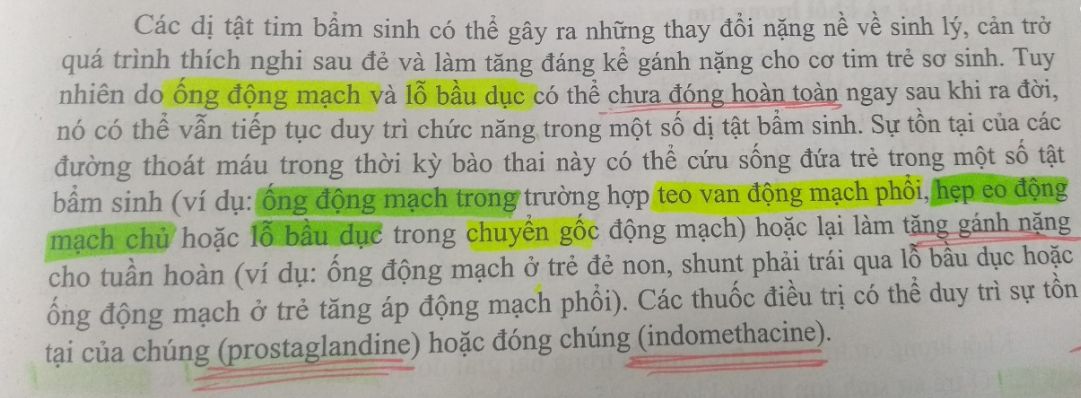 Các dị tật tim bẩm sinh có thể gây ra những thay đổi nặng nề về sinh lý, cản trở
quá trình thích nghi sau đẻ và làm tăng đáng kể gánh nặng cho cơ tim trẻ sơ sinh. Tuy
nhiên do ống động mạch và lỗ bầu dục có thể chưa đóng hoàn toàn ngay sau khi ra đời,
nó có thể vẫn tiếp tục duy trì chức năng trong một số dị tật bẩm sinh. Sự tồn tại của các
đường thoát máu trong thời kỳ bào thai này có thể cứu sống đứa trẻ trong một số tật
bẩm sinh (ví dụ: ống động mạch trong trường hợp teo van động mạch phổi, hẹp eo động
mạch chủ hoặc lỗ bầu dục trong chuyển gốc động mạch) hoặc lại làm tăng gánh nặng
cho tuần hoàn (ví dụ: ống động mạch ở trẻ đẻ non, shunt phải trái qua lỗ bầu dục hoặc
ống động mạch ở trẻ tăng áp động mạch phổi). Các thuốc điều trị có thể duy trì sự tồn
tại của chúng (prostaglandine) hoặc đóng chúng (indomethacine).